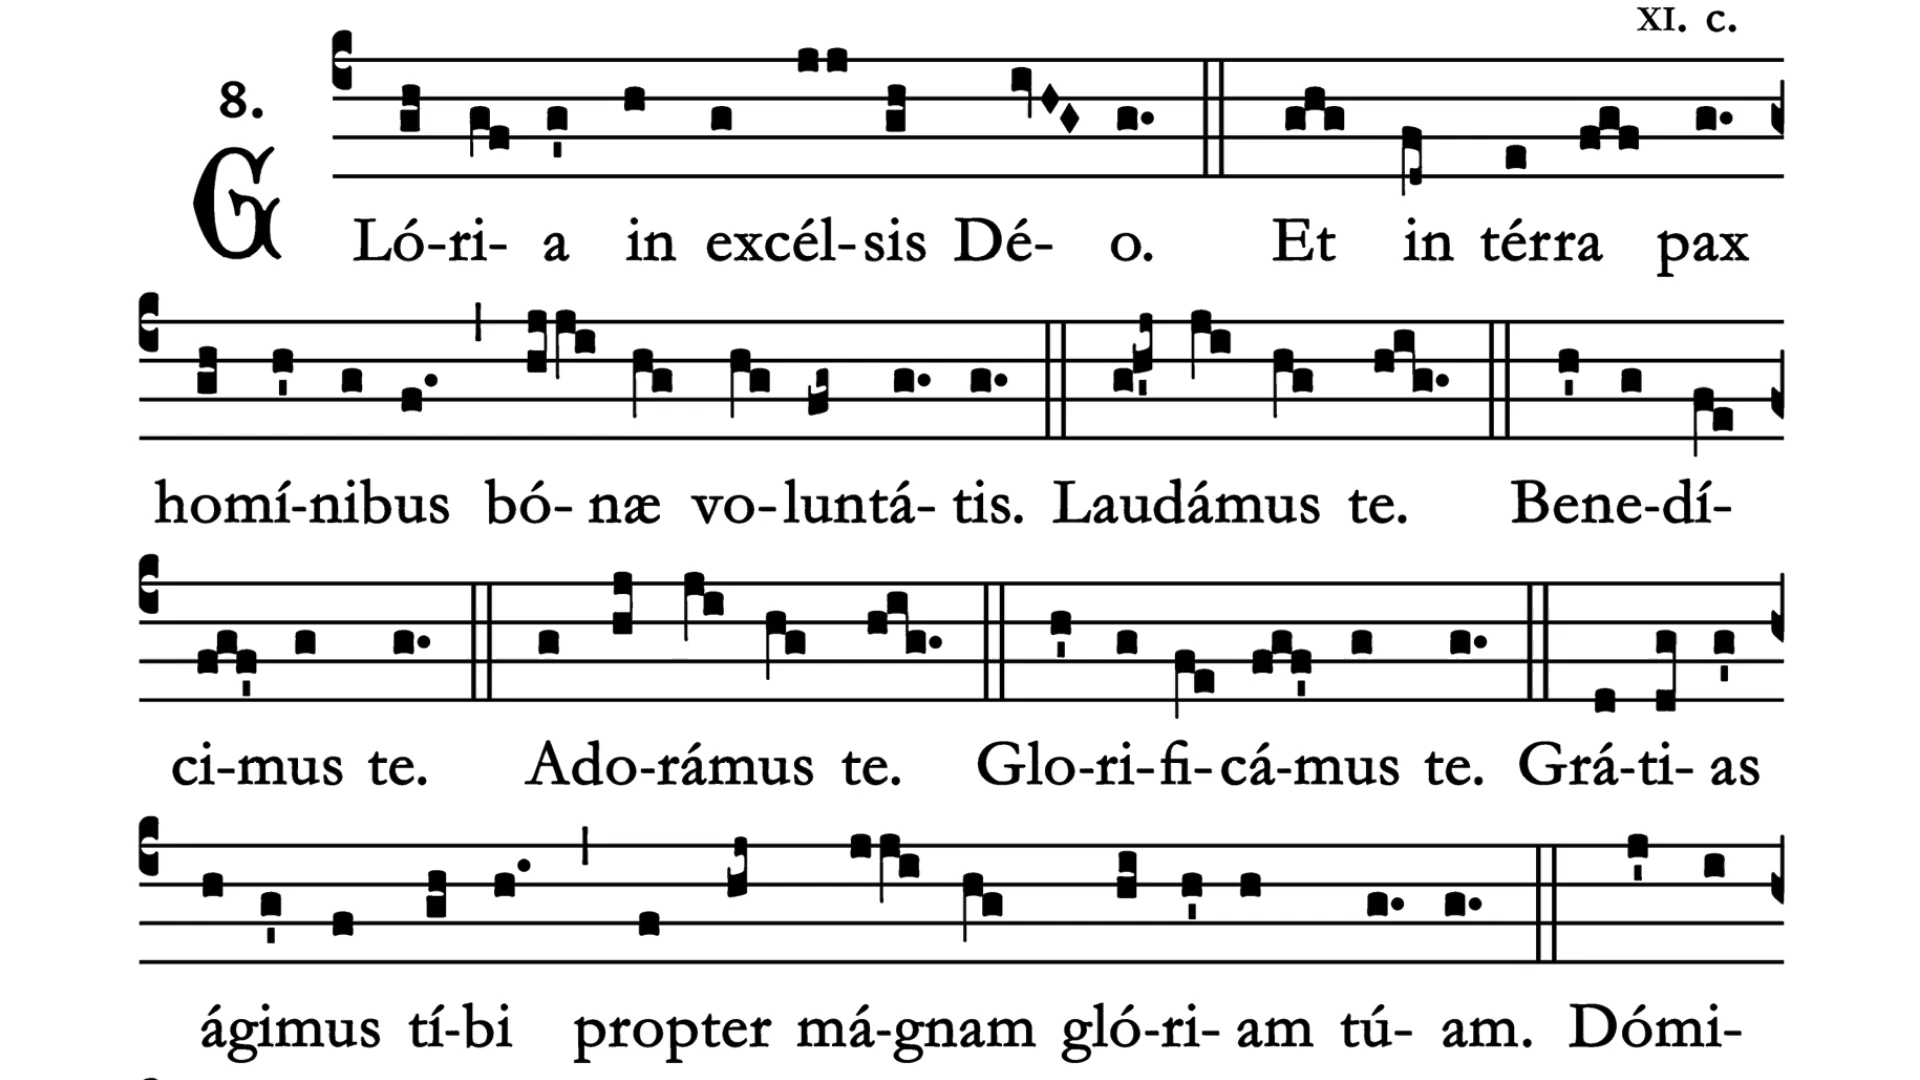 XI. c.
8.
GLó-ri- a in excél-sis Dé- o. Et in térra pax
homí-nibus bó- næ vo-luntá- tis. Laudámus te. Bene-dí-
ci-mus te. Ado-rámus te. Glo-ri-fi-cá-mus te. Grá-ti- as
ágimus tí-bi propter má-gnam gló-ri- am tú- am. Dómi-